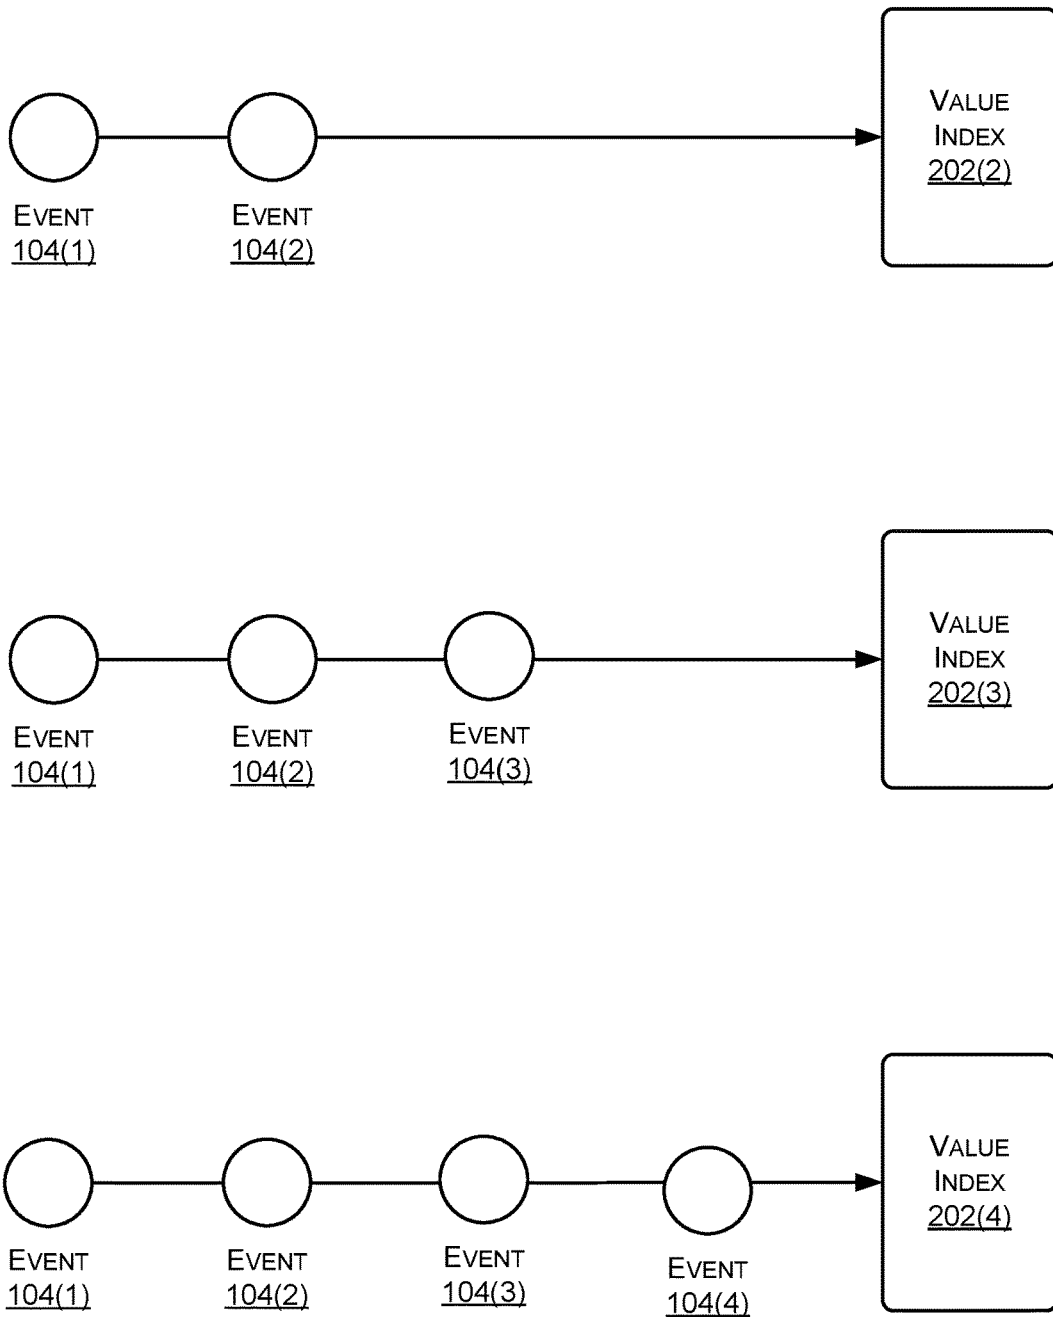 VALUE
INDEX
202(2)
EVENT
104(1)
EVENT
104(2)
VALUE
INDEX
202(3)
EVENT
104(1)
EVENT
104(2)
EVENT
104(3)
VALUE
INDEX
202(4)
EVENT
104(1)
EVENT
104(2)
EVENT
104(3)
EVENT
104(4)